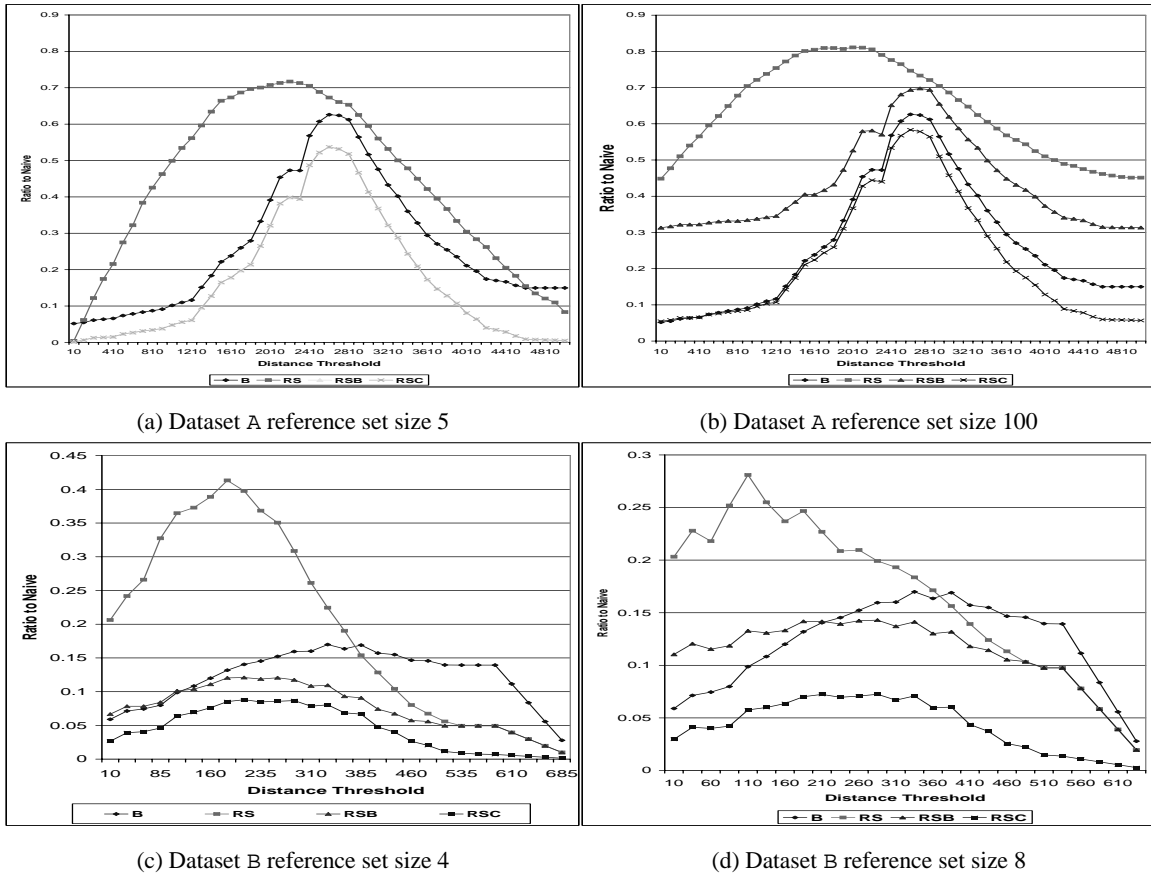 0.9
0.8
0.7
0.6
0.5
0.4
0.3
0.2
0.1
0
Ratio to Naive
10 410 810 1210 1610 2010 2410 2810 3210 3610 4010 4410 4810
Distance Threshold
B RS RSB RSC
(a) Dataset A reference set size 5
0.9
0.8
0.7
0.6
0.5
0.4
0.3
0.2
0.1
0
Ratio to Naive
10 410 810 1210 1610 2010 2410 2810 3210 3610 4010 4410 4810
Distance Threshold
B RS RSB RSC
(b) Dataset A reference set size 100
0.45
0.4
0.35
0.3
0.25
0.2
0.15
0.1
0.05
0
Ratio to Naive
10 85 160 235 310 385 460 535 610 685
Distance Threshold
B RS RSB RSC
(c) Dataset B reference set size 4
0.3
0.25
0.2
0.15
0.1
0.05
0
Ratio to Naive
10 60 110 160 210 260 310 360 410 460 510 560 610
Distance Threshold
B RS RSB RSC
(d) Dataset B reference set size 8